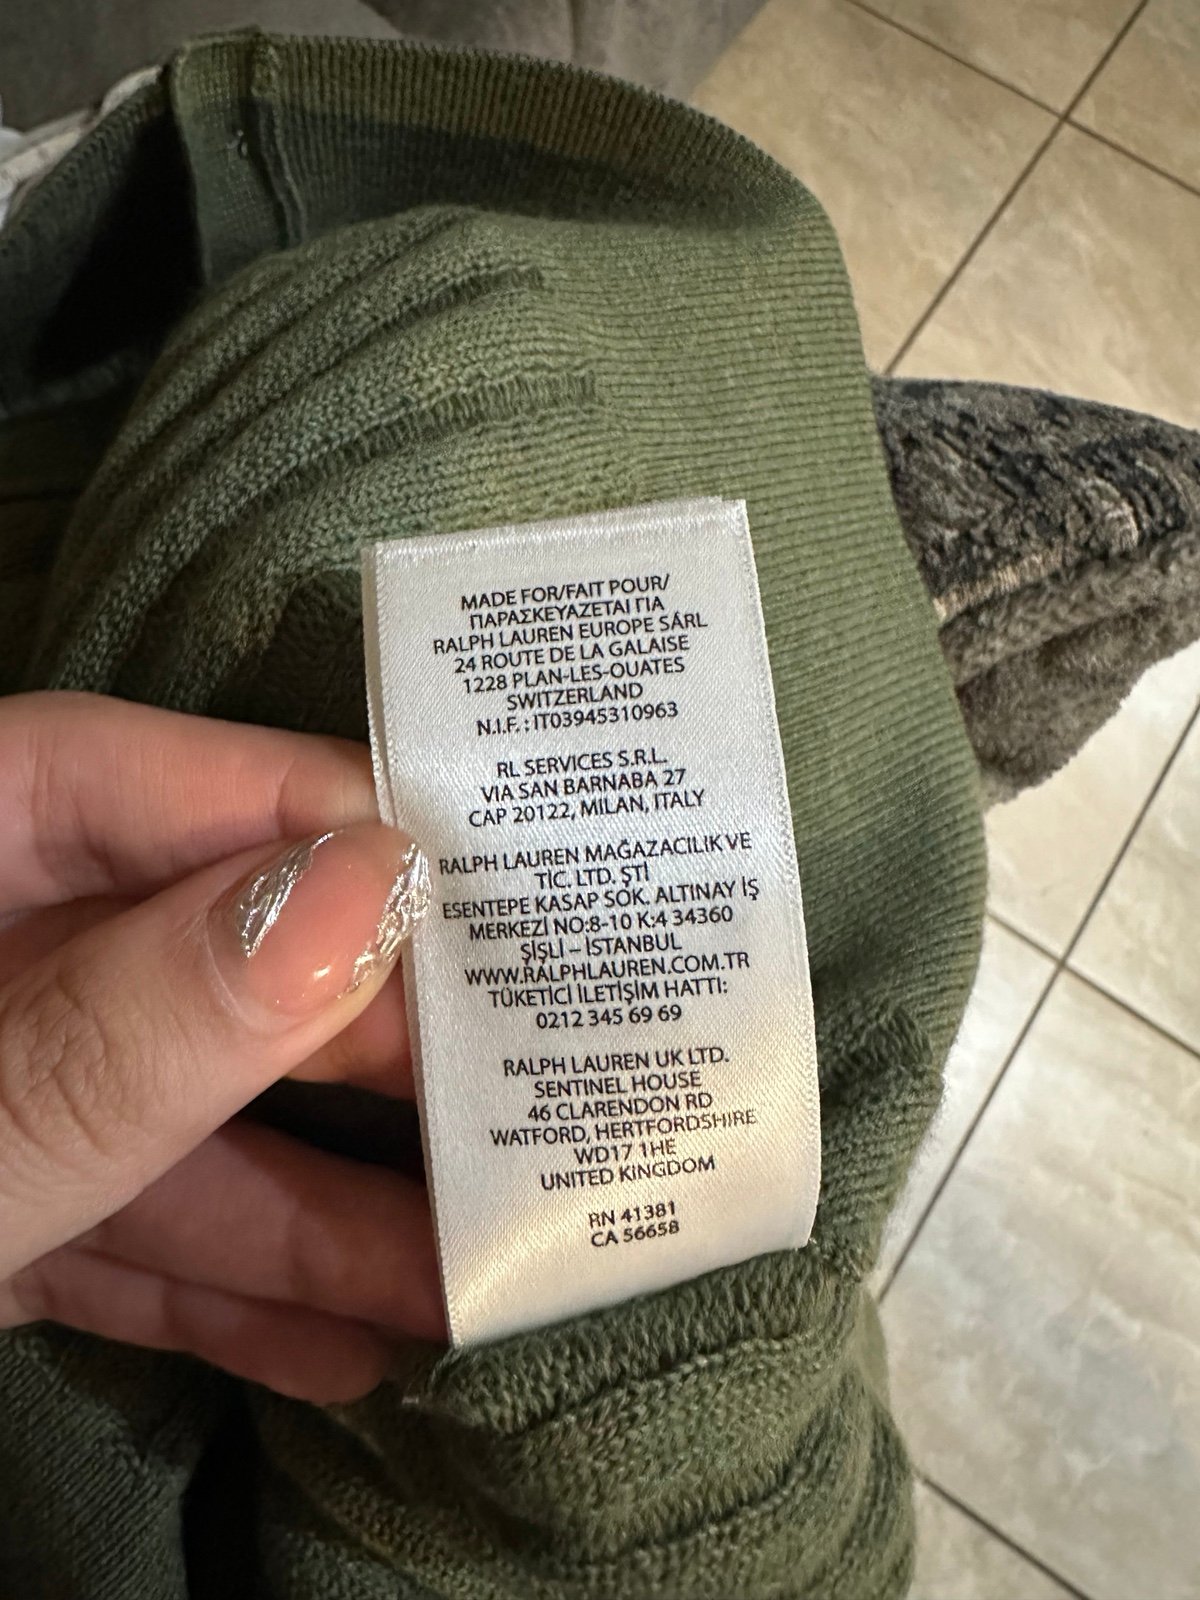 MADE FOR/FAIT POUR/
ΠΑΡΑΣΚΕΥΑΖΕΤΑΙ ΓΙΑ
RALPH LAUREN EUROPE SÁRL
24 ROUTE DE LA GALAISE
1228 PLAN-LES-OUATES
SWITZERLAND
N.I.F. : IT03945310963
RL SERVICES S.R.L.
VIA SAN BARNABA 27
CAP 20122, MILAN, ITALY
RALPH LAUREN MAĞAZACILIK VE
TİC. LTD. ŞTİ
ESENTEPE KASAP SOK. ALTINAY İŞ
MERKEZİ NO:8-10 K:4 34360
ŞİŞLİ – İSTANBUL
WWW.RALPHLAUREN.COM.TR
TÜKETİCİ İLETİŞİM HATTI:
0212 345 69 69
RALPH LAUREN UK LTD.
SENTINEL HOUSE
46 CLARENDON RD
WATFORD, HERTFORDSHIRE
WD17 1HE
UNITED KINGDOM
RN 41381
CA 56658